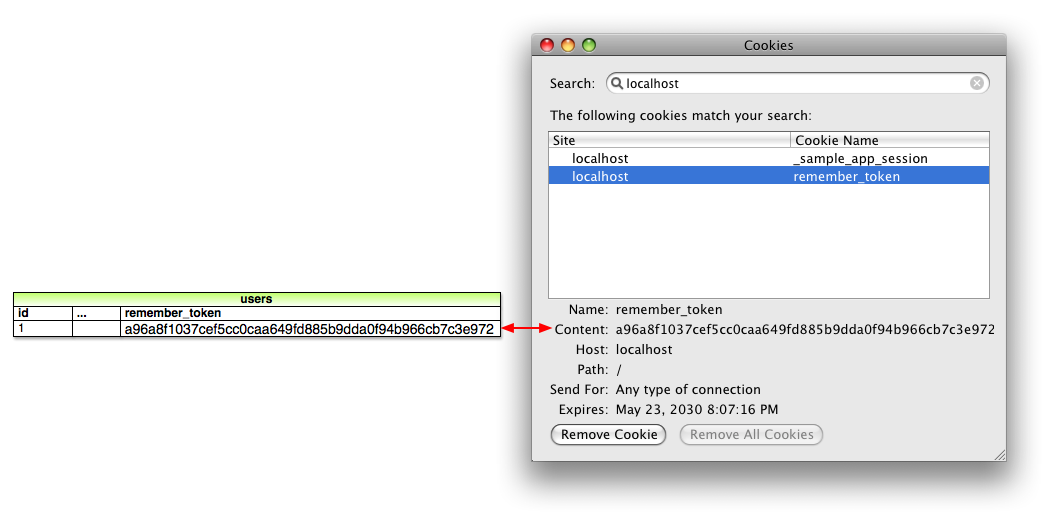 Cookies
Search: localhost
The following cookies match your search:
Site Cookie Name
localhost _sample_app_session
localhost remember_token
users
id ... remember_token
1 a96a8f1037cef5cc0caa649fd885b9dda0f94b966cb7c3e972
Name: remember_token
Content: a96a8f1037cef5cc0caa649fd885b9dda0f94b966cb7c3e972
Host: localhost
Path: /
Send For: Any type of connection
Expires: May 23, 2030 8:07:16 PM
Remove Cookie Remove All Cookies